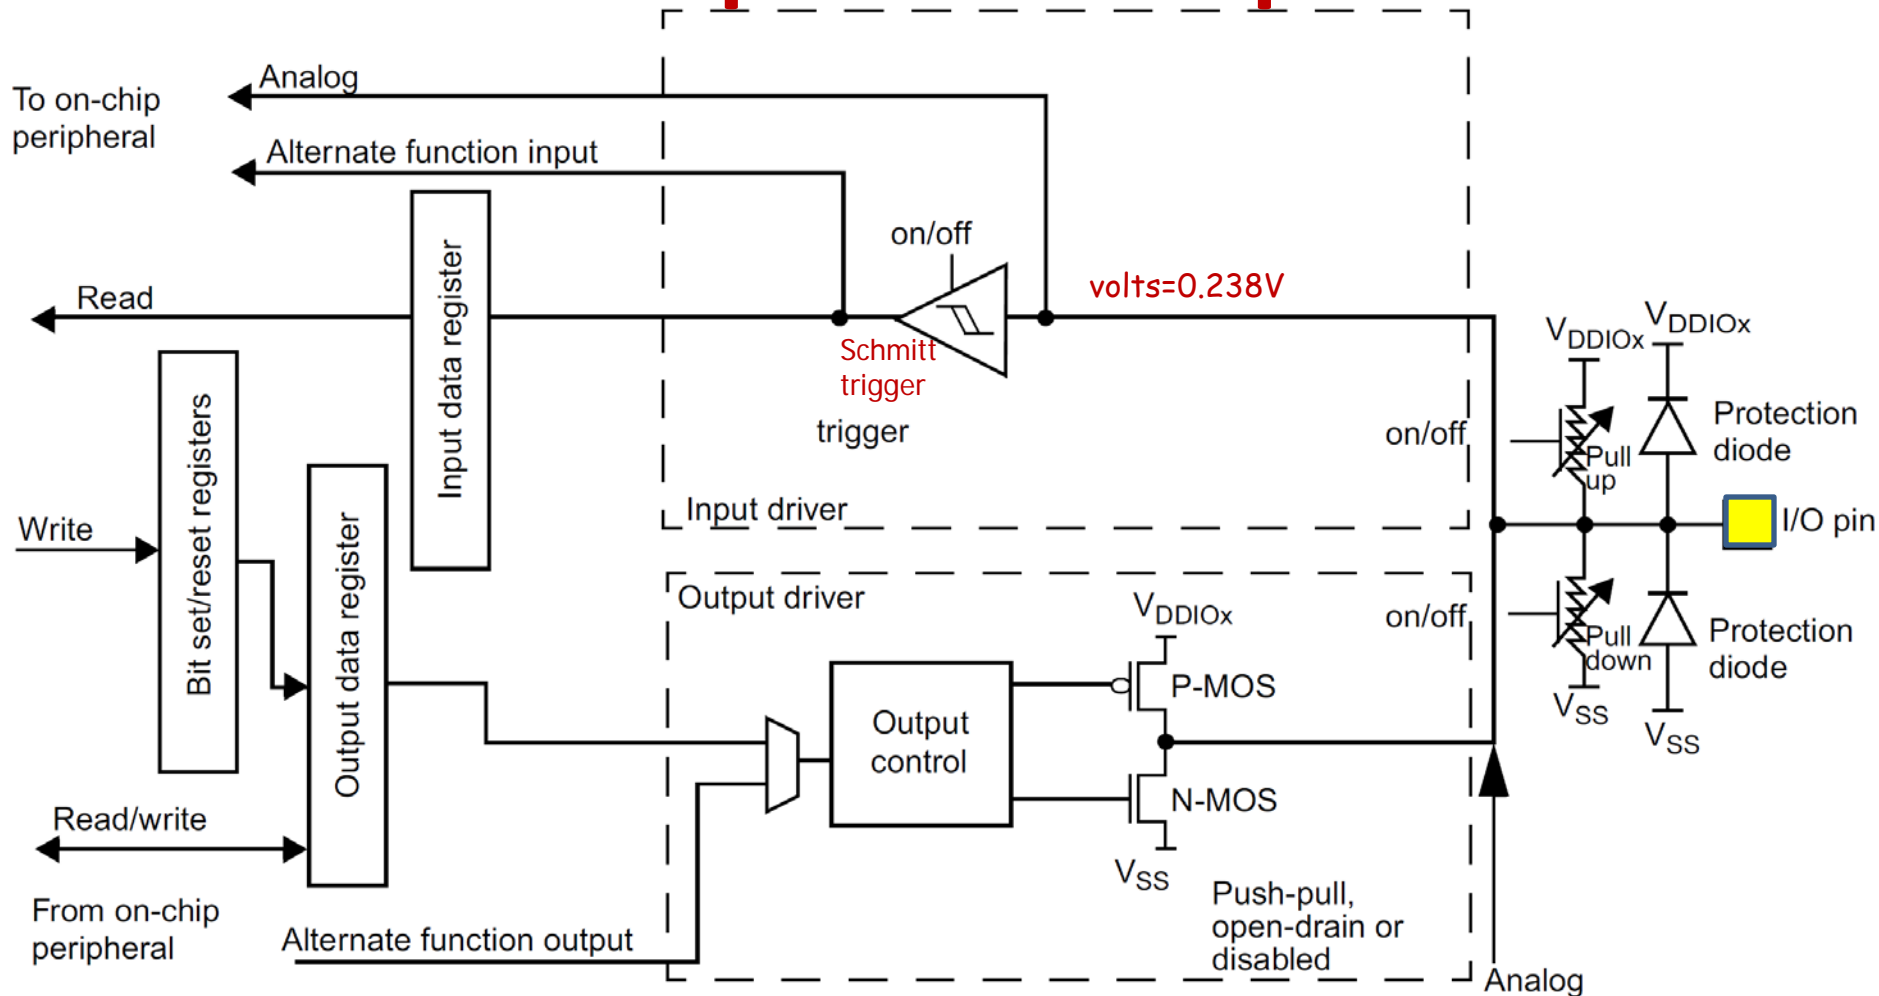 Analog
To on-chip
peripheral
Alternate function input
on/off
Read
volts=0.238V
Input data register
Schmitt
trigger
trigger
VDDIOx
VDDIOx
on/off
Pull
up
Protection
diode
Input driver
I/O pin
Write
Bit set/reset registers
Output data register
Output driver
VDDIOx
on/off
Pull
down
Protection
diode
VSS
VSS
P-MOS
Output
control
N-MOS
VSS
Read/write
From on-chip
peripheral
Alternate function output
Push-pull,
open-drain or
disabled
Analog